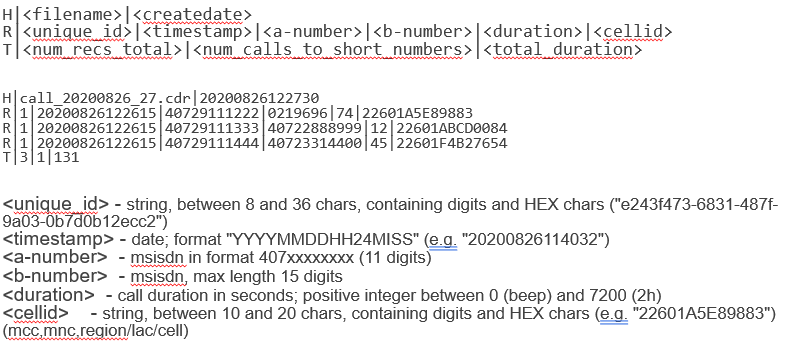 H|<filename>|<createdate>
R|<unique_id>|<timestamp>|<a-number>|<b-number>|<duration>|<cellid>
T|<num_recs_total>|<num_calls_to_short_numbers>|<total_duration>
H|call_20200826_27.cdr|20200826122730
R|1|20200826122615|40729111222|0219696|74|22601A5E89883
R|1|20200826122615|40729111333|40722888999|12|22601ABCD0084
R|1|20200826122615|40729111444|40723314400|45|22601F4B27654
T|3|1|131
<unique_id> - string, between 8 and 36 chars, containing digits and HEX chars ("e243f473-6831-487f-
9a03-0b7d0b12ecc2")
<timestamp> - date; format "YYYYMMDDHH24MISS" (e.g. "20200826114032")
<a-number> - msisdn in format 407xxxxxxxx (11 digits)
<b-number> - msisdn, max length 15 digits
<duration> - call duration in seconds; positive integer between 0 (beep) and 7200 (2h)
<cellid> - string, between 10 and 20 chars, containing digits and HEX chars (e.g. "22601A5E89883")
(mcc,mnc,region/lac/cell)